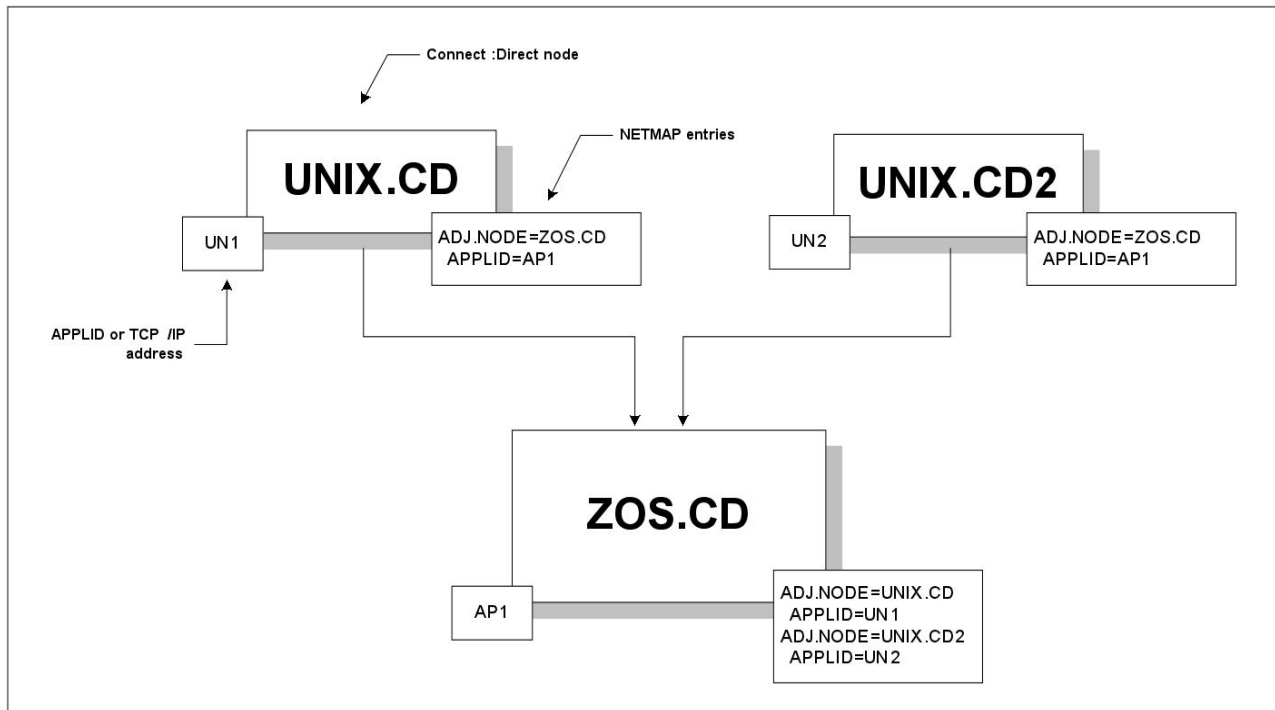 Connect :Direct node
NETMAP entries
UNIX.CD
UN1
ADJ.NODE=ZOS.CD
APPLID=AP1
UNIX.CD2
UN2
ADJ.NODE=ZOS.CD
APPLID=AP1
APPLID or TCP /IP
address
ZOS.CD
AP1
ADJ.NODE=UNIX.CD
APPLID=UN1
ADJ.NODE=UNIX.CD2
APPLID=UN2